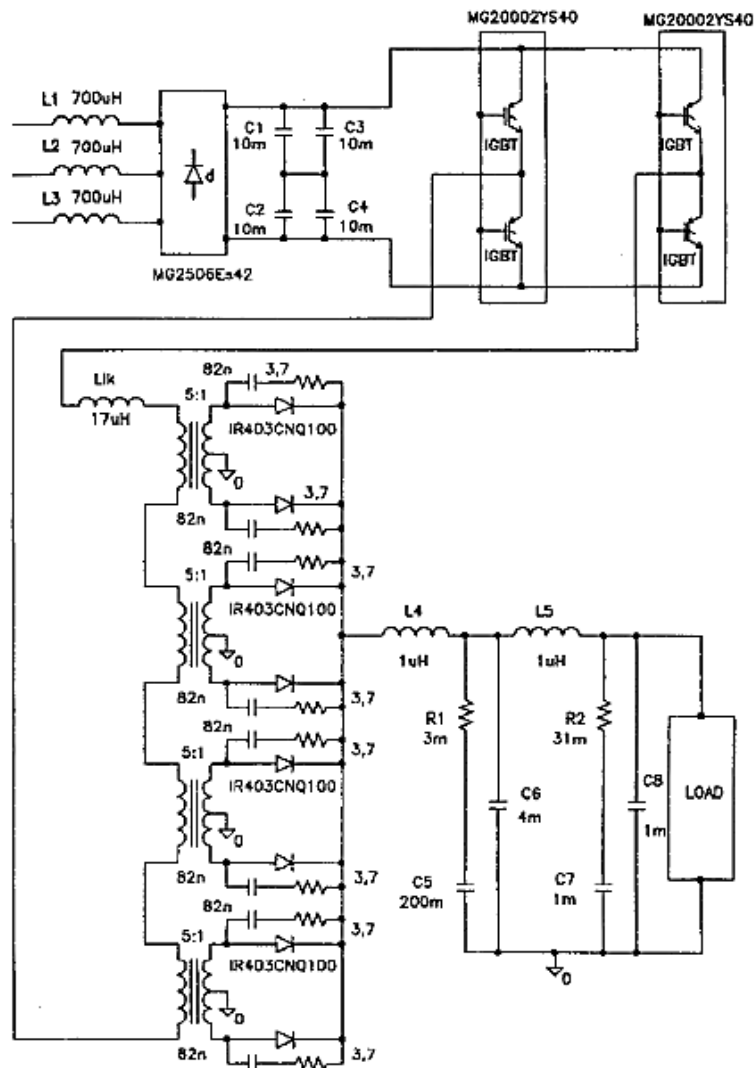 MG20002YS40
MG20002YS40
L1 700uH
L2 700uH
L3 700uH
d
MG2506Es42
C1
10m
C3
10m
C2
10m
C4
10m
IGBT
IGBT
IGBT
IGBT
Llk
17uH
5:1
82n
3,7
IR403CNQ100
0
3,7
82n
82n
5:1
3,7
IR403CNQ100
0
82n
3,7
82n
3,7
5:1
IR403CNQ100
0
82n
3,7
82n
3,7
5:1
IR403CNQ100
0
82n
3,7
L4
1uH
L5
1uH
R1
3m
R2
31m
C6
4m
C8
1m
LOAD
C5
200m
C7
1m
0